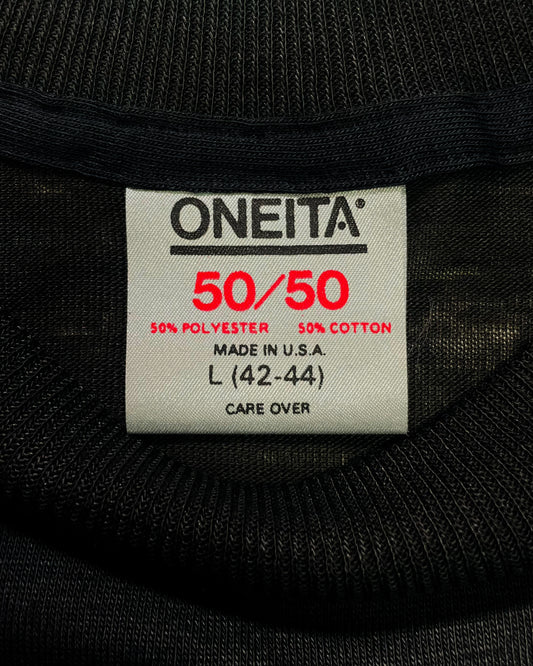 ONEITA®
50/50
50% POLYESTER 50% COTTON
MADE IN U.S.A.
L (42-44)
CARE OVER